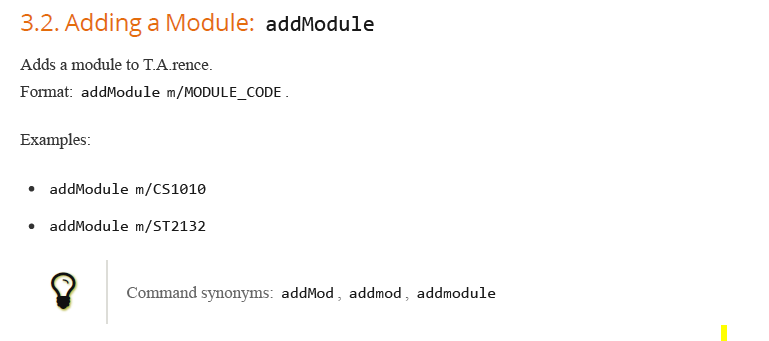 3.2. Adding a Module: addModule
Adds a module to T.A.rence.
Format: addModule m/MODULE_CODE .
Examples:
• addModule m/CS1010
• addModule m/ST2132
Command synonyms: addMod , addmod , addmodule